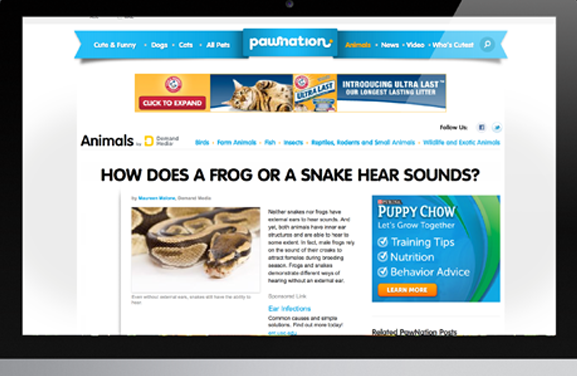 Cute & Funny • Dogs • Cats • All Pets
pawnation
Animals • News • Video • Who's Cutest
ARM & HAMMER
CLICK TO EXPAND
ULTRA LAST
INTRODUCING ULTRA LAST™
OUR LONGEST LASTING LITTER
Follow Us:
Animals by Demand Media
Birds • Farm Animals • Fish • Insects • Reptiles, Rodents and Small Animals • Wildlife and Exotic Animals
HOW DOES A FROG OR A SNAKE HEAR SOUNDS?
by Maureen Malone, Demand Media
Even without external ears, snakes still have the ability to
hear.
Neither snakes nor frogs have
external ears to hear sounds. And
yet, both animals have inner ear
structures and are able to hear to
some extent. In fact, male frogs rely
on the sound of their croaks to
attract females during breeding
season. Frogs and snakes
demonstrate different ways of
hearing without an external ear.
Sponsored Link
Ear Infections
Common causes and simple
solutions. Find out more today!
PURINA
PUPPY CHOW
Let's Grow Together
Training Tips
Nutrition
Behavior Advice
LEARN MORE
Related PawNation Posts